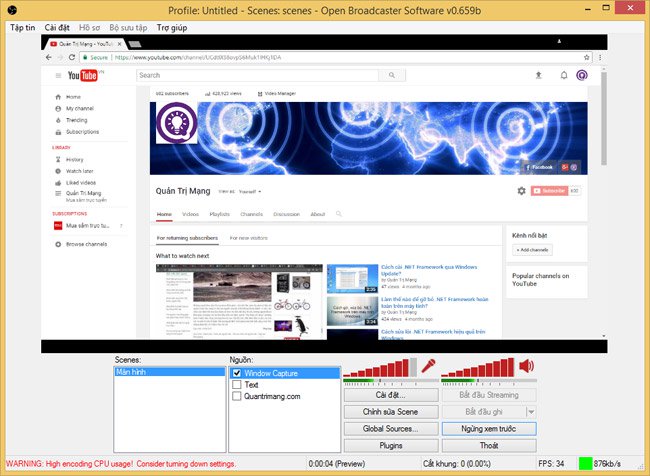 Profile: Untitled - Scenes: scenes - Open Broadcaster Software v0.659b
Tập tin Cài đặt Hồ sơ Bộ sưu tập Trợ giúp
Quản Trị Mạng - YouTu
Secure https://www.youtube.com/channel/
YouTube VN
Search
Home
My channel
Trending
Subscriptions
LIBRARY
History
Watch later
Liked videos
Quản Trị Mạng
Mua sắm trực tuyến
SUBSCRIPTIONS
Mua sắm trực tu... 7
Browse channels
subscribers views Video Manager
Facebook
Quản Trị Mạng View as: Yourself
Subscribe
Home Videos Playlists Channels Discussion About
For returning subscribers For new visitors
What to watch next
Cách cài .NET Framework qua Windows
Update?
by Quản Trị Mạng
47 views 4 months ago
Làm thế nào để gỡ bỏ .NET Framework hoàn
toàn trên máy tính?
by Quản Trị Mạng
424 views 4 months ago
Cách sửa lỗi .NET Framework hiệu quả trên
Windows
Kênh nổi bật
+ Add channels
Popular channels on
YouTube
Scenes:
Màn hình
Nguồn:
Window Capture
Text
Quantrimang.com
Cài đặt...
Bắt đầu Streaming
Chỉnh sửa Scene
Bắt đầu ghi
Global Sources...
Ngừng xem trước
Plugins
Thoát
WARNING: High encoding CPU usage! Consider turning down settings.
0:00:04 (Preview)
Cắt khung: 0 (0.00%)
FPS: 34
876kb/s